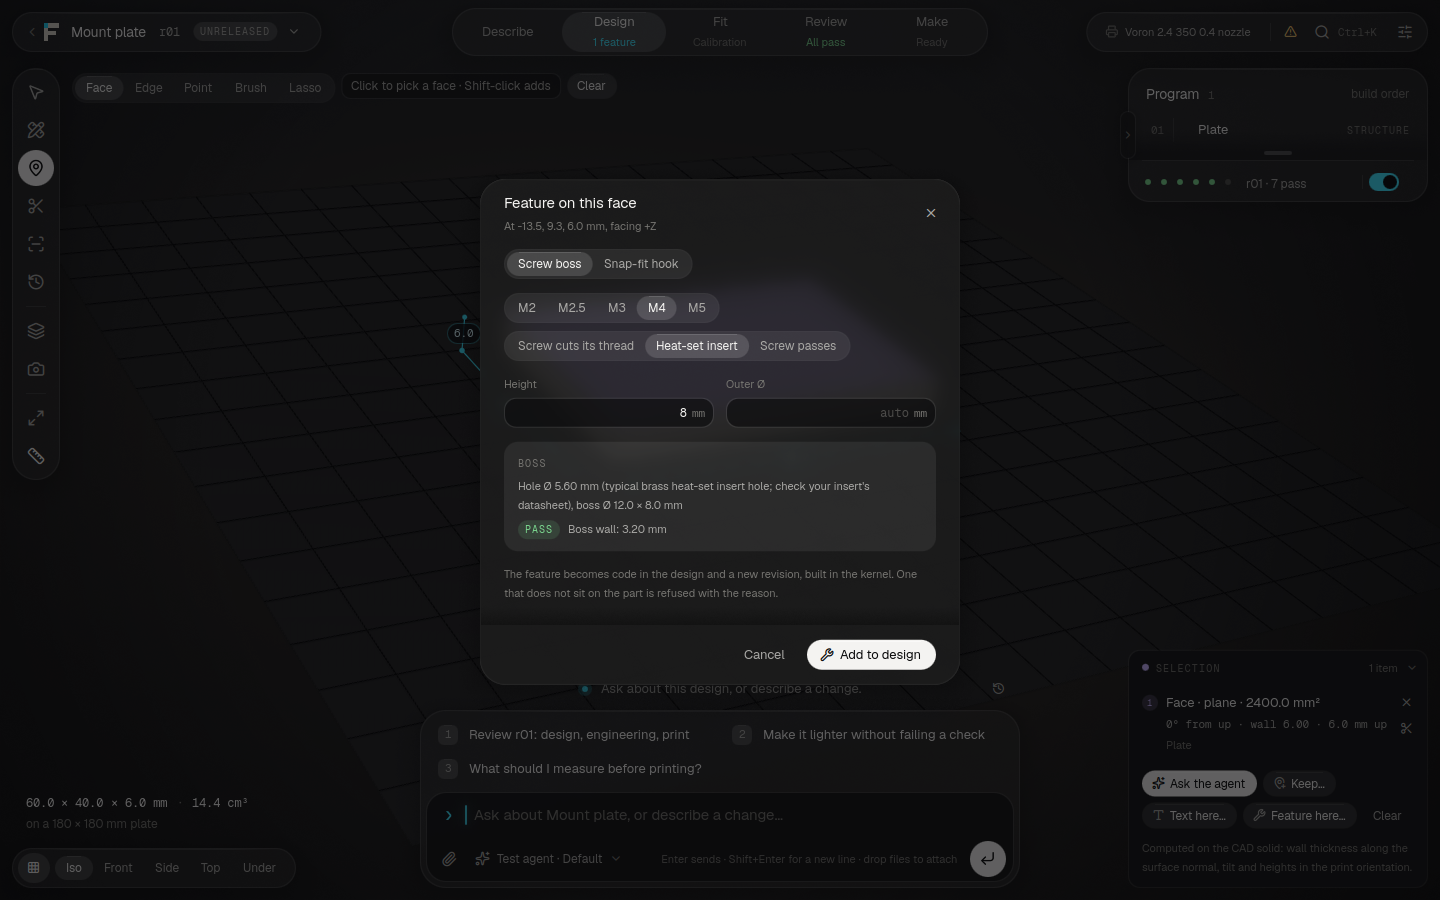 Mount plate r01 UNRELEASED
Describe
Design
1 feature
Fit
Calibration
Review
All pass
Make
Ready
Voron 2.4 350 0.4 nozzle
Ctrl+K
Face Edge Point Brush Lasso
Click to pick a face · Shift-click adds
Clear
Program 1
build order
01 Plate STRUCTURE
r01 · 7 pass
6.0
Feature on this face
At -13.5, 9.3, 6.0 mm, facing +Z
Screw boss Snap-fit hook
M2 M2.5 M3 M4 M5
Screw cuts its thread Heat-set insert Screw passes
Height
8 mm
Outer Ø
auto mm
BOSS
Hole Ø 5.60 mm (typical brass heat-set insert hole; check your insert's
datasheet), boss Ø 12.0 × 8.0 mm
PASS Boss wall: 3.20 mm
The feature becomes code in the design and a new revision, built in the kernel. One
that does not sit on the part is refused with the reason.
Cancel
Add to design
Ask about this design, or describe a change.
1 Review r01: design, engineering, print
2 Make it lighter without failing a check
3 What should I measure before printing?
Ask about Mount plate, or describe a change…
Test agent · Default
Enter sends · Shift+Enter for a new line · drop files to attach
60.0 × 40.0 × 6.0 mm · 14.4 cm³
on a 180 × 180 mm plate
Iso Front Side Top Under
SELECTION
1 item
1 Face · plane · 2400.0 mm²
0° from up · wall 6.00 · 6.0 mm up
Plate
Ask the agent
Keep…
Text here…
Feature here…
Clear
Computed on the CAD solid: wall thickness along the
surface normal, tilt and heights in the print orientation.